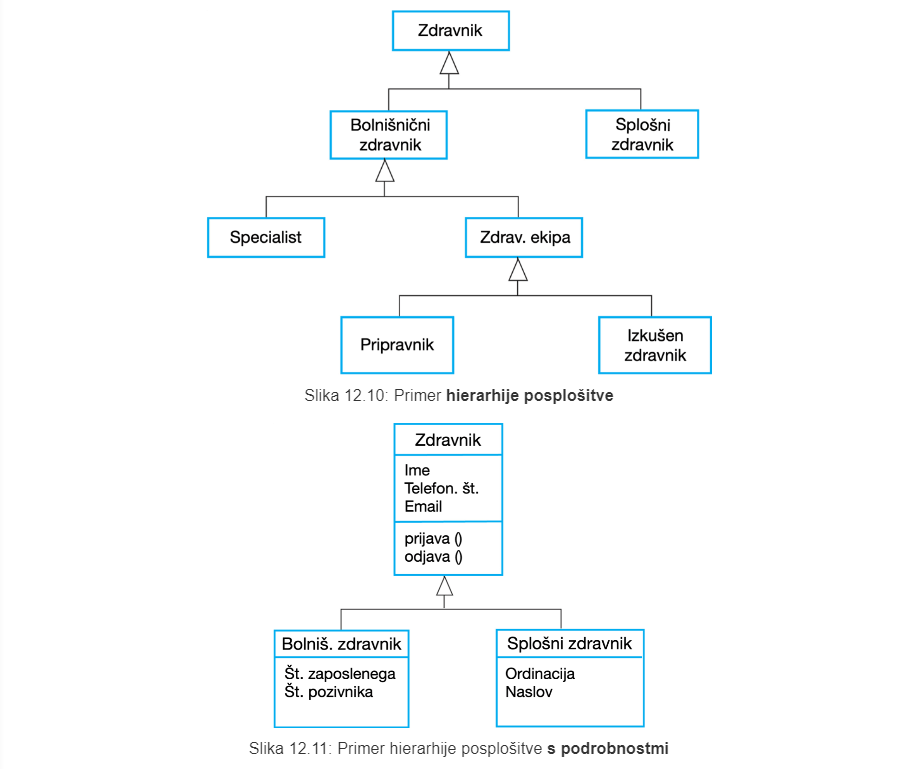 Zdravnik
Bolnišnični
zdravnik
Splošni
zdravnik
Specialist
Zdrav. ekipa
Pripravnik
Izkušen
zdravnik
Slika 12.10: Primer hierarhije posplošitve
Zdravnik
Ime
Telefon. št.
Email
prijava ()
odjava ()
Bolniš. zdravnik
Št. zaposlenega
Št. pozivnika
Splošni zdravnik
Ordinacija
Naslov
Slika 12.11: Primer hierarhije posplošitve s podrobnostmi